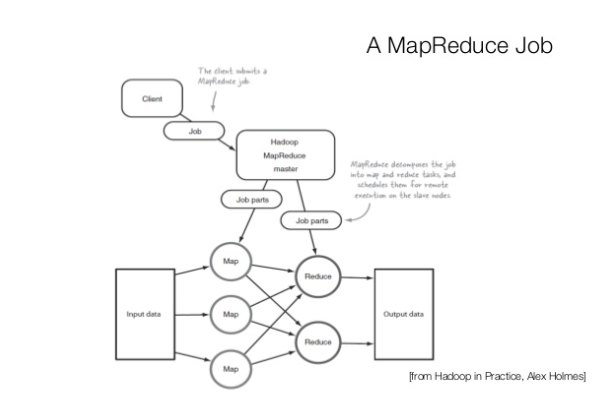 A MapReduce Job
The client submits a
MapReduce job
Client
Job
Hadoop
MapReduce
master
MapReduce decomposes the job
into map and reduce tasks, and
schedules them for remote
execution on the slave nodes.
Job parts
Job parts
Map
Reduce
Input data
Map
Output data
Reduce
Map
[from Hadoop in Practice, Alex Holmes]